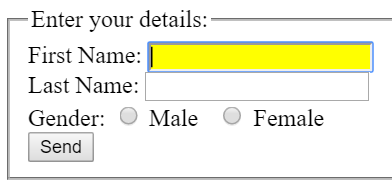 Enter your details:
First Name:
Last Name:
Gender: Male Female
Send